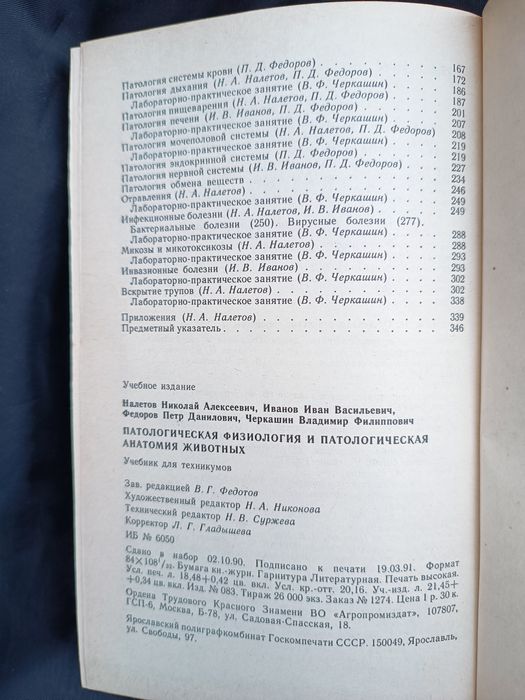 Патология системы крови (П. Д. Федоров) . . . . . . . 167
Патология дыхания (Н. А. Налетов, П. Д. Федоров) . . . . . 172
Лабораторно-практическое занятие (В. Ф. Черкашин) . . . . 186
Патология пищеварения (Н. А. Налетов, П. Д. Федоров) . . . . 187
Патология печени (И. В. Иванов, П. Д. Федоров) . . . . . 201
Лабораторно-практическое занятие (В. Ф. Черкашин) . . . . 207
Патология мочеполовой системы (Н. А. Налетов, П. Д. Федоров) 208
Лабораторно-практическое занятие (В. Ф. Черкашин) . . . . 219
Патология эндокринной системы (П. Д. Федоров) . . . . . 219
Патология нервной системы (И. В. Иванов, П. Д. Федоров) . . . 227
Патология обмена веществ . . . . . . . . . . . 234
Отравления (Н. А. Налетов) . . . . . . . . . . 246
Лабораторно-практическое занятие (В. Ф. Черкашин) . . . . 249
Инфекционные болезни (Н. А. Налетов, И. В. Иванов) . . . . 249
Бактериальные болезни (250). Вирусные болезни (277).
Лабораторно-практическое занятие (В. Ф. Черкашин) . . . . 288
Микозы и микотоксикозы (Н. А. Налетов) . . . . . . . 288
Лабораторно-практическое занятие (В. Ф. Черкашин) . . . . 293
Инвазионные болезни (И. В. Иванов) . . . . . . . . 293
Лабораторно-практическое занятие (В. Ф. Черкашин) . . . . 302
Вскрытие трупов (Н. А. Налетов) . . . . . . . . . 302
Лабораторно-практическое занятие (В. Ф. Черкашин) . . . . 338
Приложения (Н. А. Налетов) . . . . . . . . . . 339
Предметный указатель . . . . . . . . . . . . 346
Учебное издание
Налетов Николай Алексеевич, Иванов Иван Васильевич,
Федоров Петр Данилович, Черкашин Владимир Филиппович
ПАТОЛОГИЧЕСКАЯ ФИЗИОЛОГИЯ И ПАТОЛОГИЧЕСКАЯ
АНАТОМИЯ ЖИВОТНЫХ
Учебник для техникумов
Зав. редакцией В. Г. Федотов
Художественный редактор Н. А. Никонова
Технический редактор Н. В. Суржева
Корректор Л. Г. Гладышева
ИБ № 6050
Сдано в набор 02.10.90. Подписано к печати 19.03.91. Формат
84×108¹/₃₂. Бумага кн.-журн. Гарнитура Литературная. Печать высокая.
Усл. печ. л. 18,48+0,42 цв. вкл. Усл. кр.-отт. 20,16. Уч.-изд. л. 21,45+
+0,34 цв. вкл. Изд. № 083. Тираж 26 000 экз. Заказ № 1274. Цена 1 р. 30 к.
Ордена Трудового Красного Знамени ВО «Агропромиздат», 107807,
ГСП-6, Москва, Б-78, ул. Садовая-Спасская, 18.
Ярославский полиграфкомбинат Госкомпечати СССР. 150049, Ярославль,
ул. Свободы, 97.